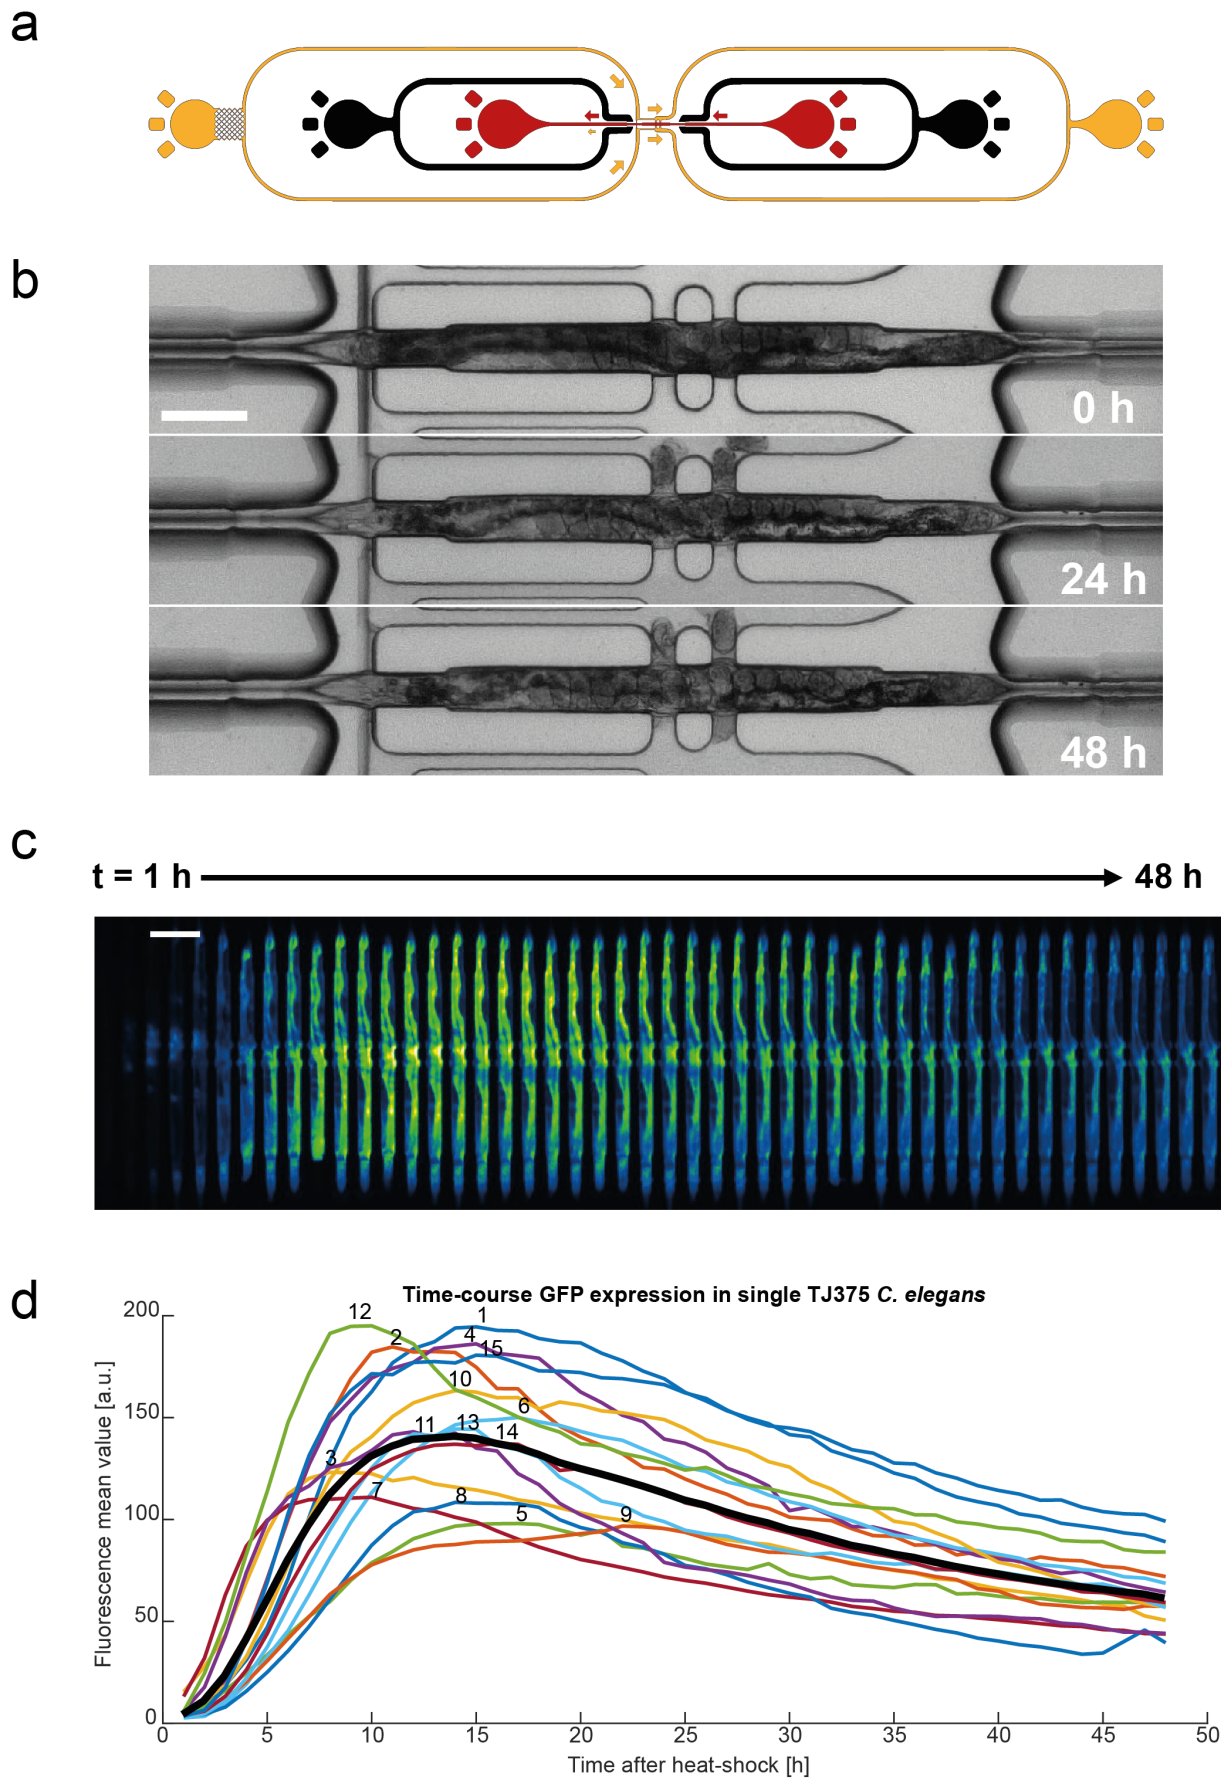 a
b
0 h
24 h
48 h
c
t = 1 h
48 h
d
Time-course GFP expression in single TJ375 C. elegans
Fluorescence mean value [a.u.]
200
150
100
50
0
12
1
2
4
15
10
6
11
13
14
3
7
8
5
9
0
5
10
15
20
25
30
35
40
45
50
Time after heat-shock [h]